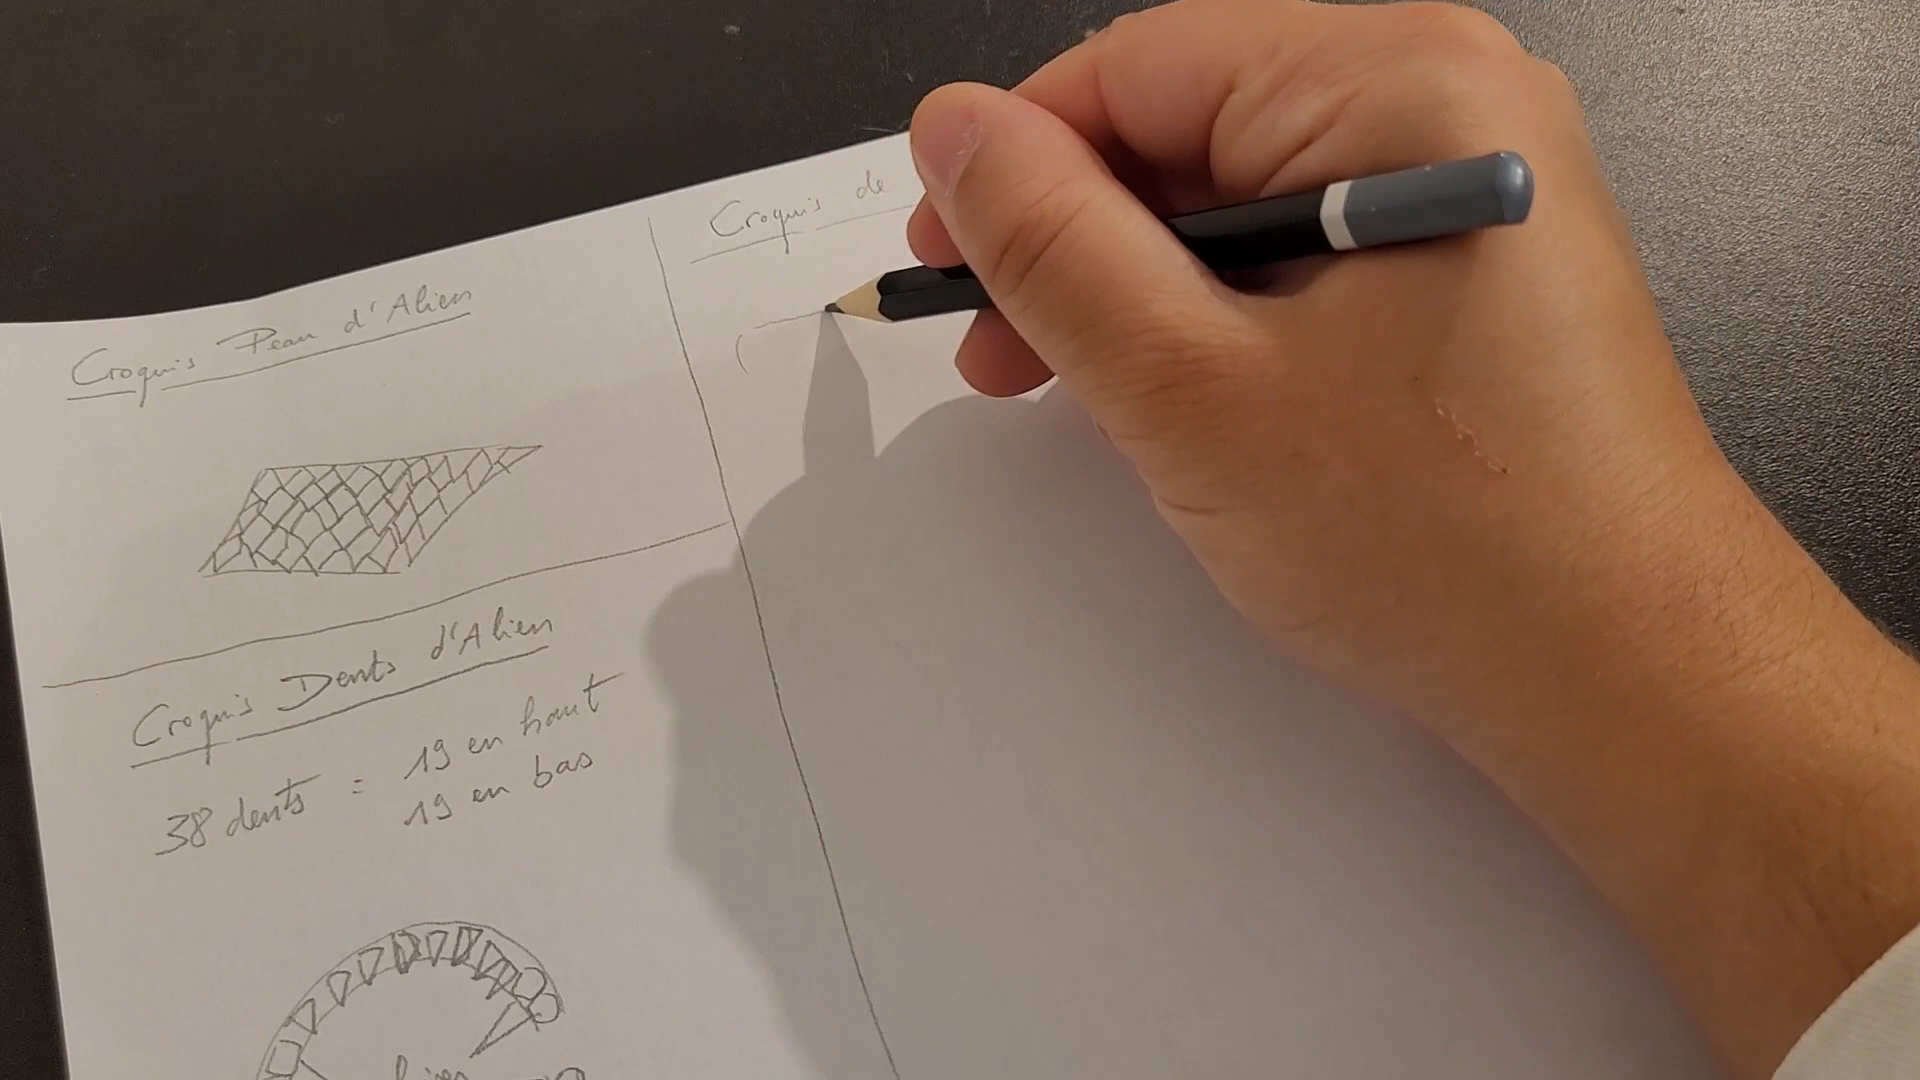 Croquis Peau d'Alien
Croquis Dents d'Alien
38 dents = 19 en haut
19 en bas
Croquis de